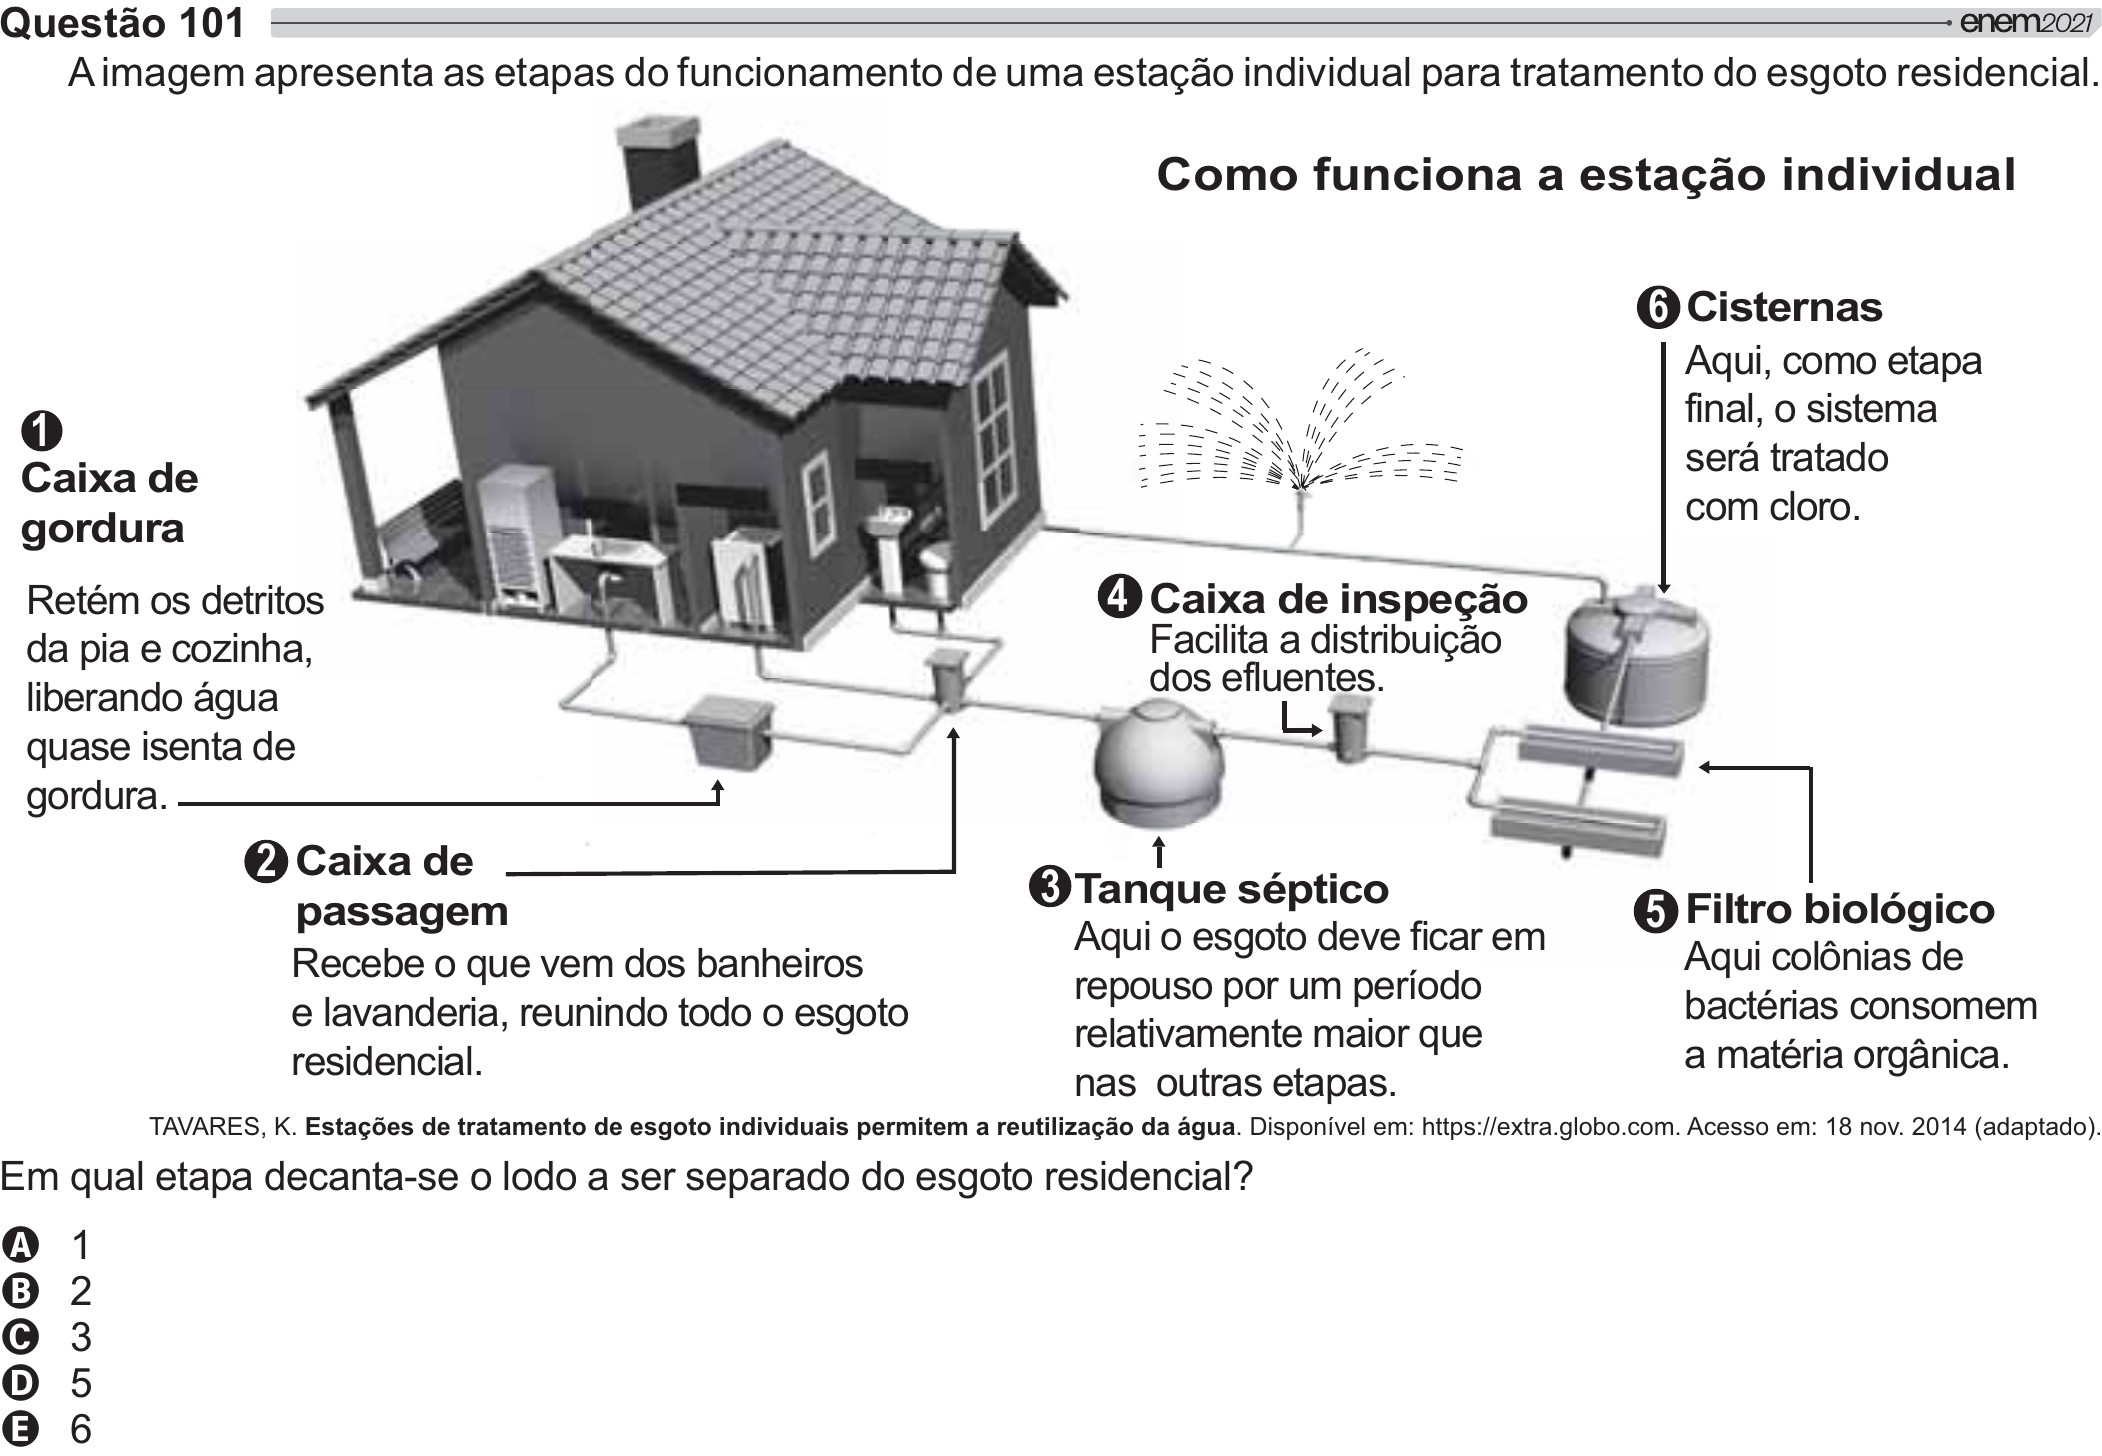 Questão 101
enem2021
A imagem apresenta as etapas do funcionamento de uma estação individual para tratamento do esgoto residencial.
Como funciona a estação individual
1
Caixa de
gordura
Retém os detritos
da pia e cozinha,
liberando água
quase isenta de
gordura.
2 Caixa de
passagem
Recebe o que vem dos banheiros
e lavanderia, reunindo todo o esgoto
residencial.
3 Tanque séptico
Aqui o esgoto deve ficar em
repouso por um período
relativamente maior que
nas outras etapas.
4 Caixa de inspeção
Facilita a distribuição
dos efluentes.
5 Filtro biológico
Aqui colônias de
bactérias consomem
a matéria orgânica.
6 Cisternas
Aqui, como etapa
final, o sistema
será tratado
com cloro.
TAVARES, K. Estações de tratamento de esgoto individuais permitem a reutilização da água. Disponível em: https://extra.globo.com. Acesso em: 18 nov. 2014 (adaptado).
Em qual etapa decanta-se o lodo a ser separado do esgoto residencial?
A 1
B 2
C 3
D 5
E 6